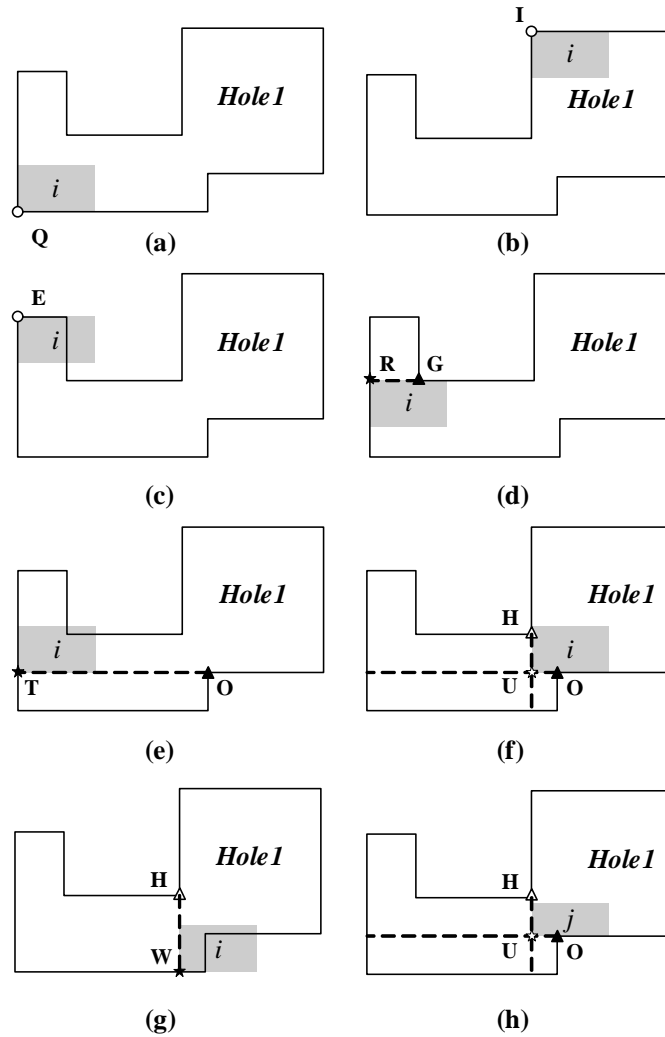 I
Hole1 i
i Hole1
Q
(a) (b)
E
i Hole1 R G Hole1
i
(c) (d)
Hole1 Hole1
i H i
T O U O
(e) (f)
Hole1 Hole1
H H
i j
W U O
(g) (h)